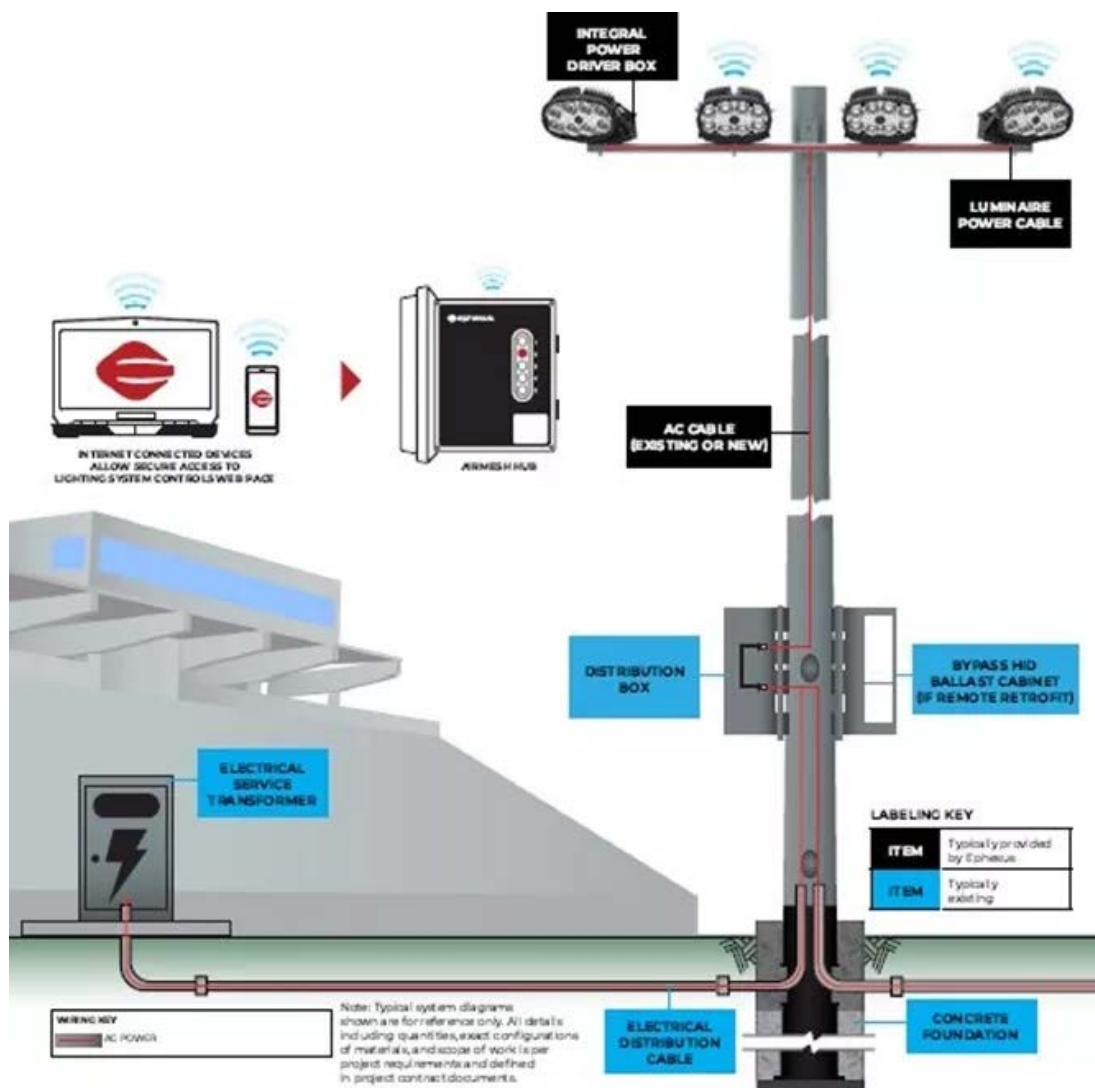 INTEGRAL
POWER
DRIVER BOX
LUMINAIRE
POWER CABLE
INTERNET CONNECTED DEVICES
ALLOW SECURE ACCESS TO
LIGHTING SYSTEM CONTROLS WEB PAGE
EPHESUS
AIRMESH HUB
AC CABLE
(EXISTING OR NEW)
DISTRIBUTION
BOX
BYPASS HID
BALLAST CABINET
(IF REMOTE RETROFIT)
ELECTRICAL
SERVICE
TRANSFORMER
LABELING KEY
ITEM
Typically provided
by Ephesus
ITEM
Typically
existing
WIRING KEY
AC POWER
Note: Typical system diagrams
shown are for reference only. All details
including quantities, exact configurations
of materials, and scope of work is per
project requirements and defined
in project contract documents.
ELECTRICAL
DISTRIBUTION
CABLE
CONCRETE
FOUNDATION